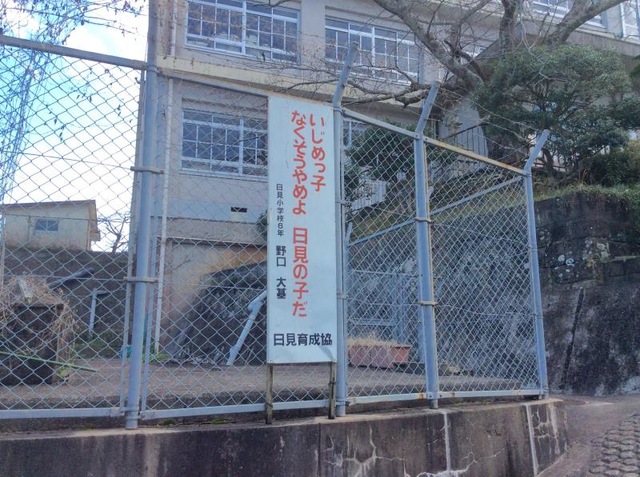 いじめっ子
なくそうやめよ 日見の子だ
日見小学校6年 野口 大基
日見育成協